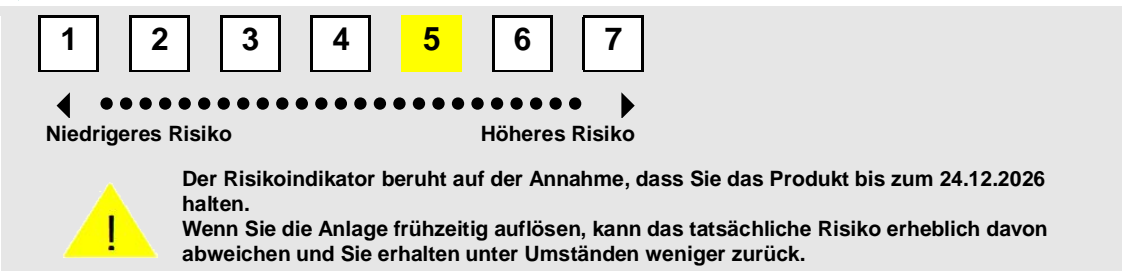 1 2 3 4 5 6 7
Niedrigeres Risiko Höheres Risiko
Der Risikoindikator beruht auf der Annahme, dass Sie das Produkt bis zum 24.12.2026
halten.
Wenn Sie die Anlage frühzeitig auflösen, kann das tatsächliche Risiko erheblich davon
! abweichen und Sie erhalten unter Umständen weniger zurück.